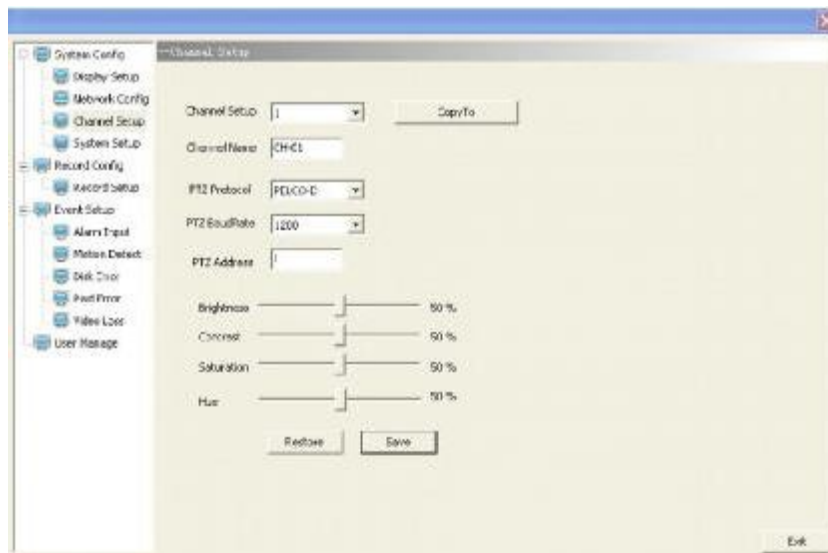 System Config
Display Setup
Network Config
Channel Setup
System Setup
Record Config
Record Setup
Event Setup
Alarm Input
Motion Detect
Disk Error
Video Loss
User Manage
Channel Setup
Channel Setup 1 CopyTo
Channel Name
PTZ Protocol PELCO-D
PTZ BaudRate 1200
PTZ Address 1
Brightness 50 %
Contrast 50 %
Saturation 50 %
Hue 50 %
Restore Save
Exit